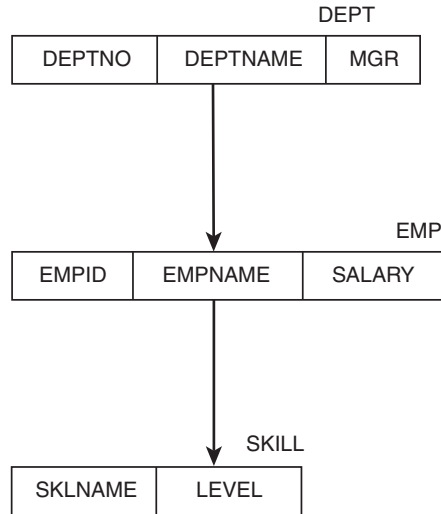 DEPT
DEPTNO DEPTNAME MGR
EMP
EMPID EMPNAME SALARY
SKILL
SKLNAME LEVEL